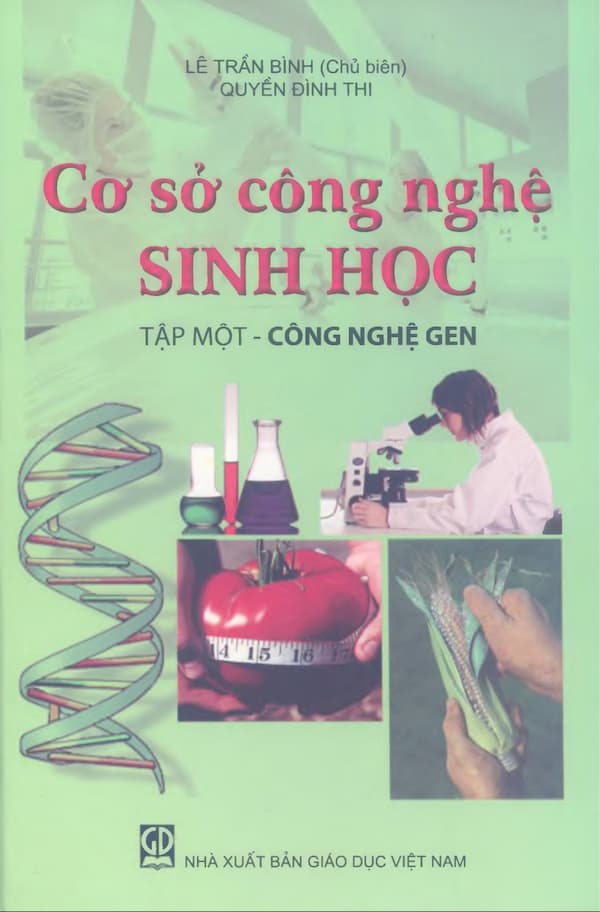 LÊ TRẦN BÌNH (Chủ biên)
QUYỀN ĐÌNH THI
Cơ sở công nghệ
SINH HỌC
TẬP MỘT - CÔNG NGHỆ GEN
14 15 16 17
GD
NHÀ XUẤT BẢN GIÁO DỤC VIỆT NAM